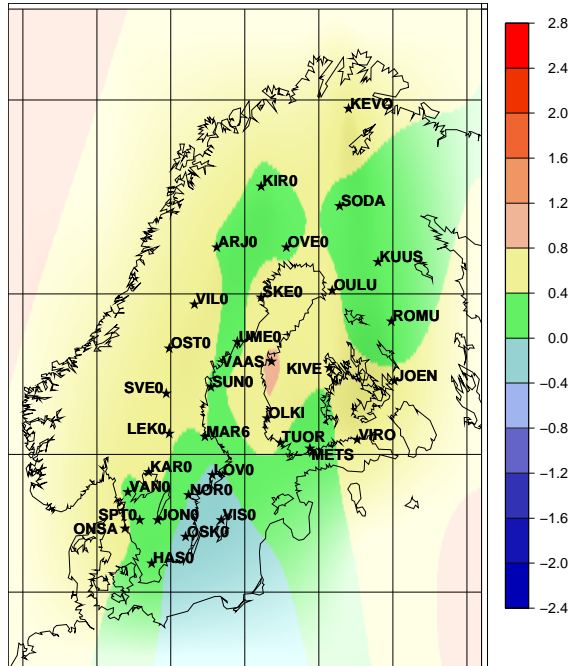 2.8
KEVO
2.0
KIR0
1.6
SODA
1.2
ARJ0 OVE0
0.8
KUUS
OULU
SKE0
0.4
VIL0
ROMU
0.0
UME0
OST0
VAAS
KIVE
−0.4
JOEN
SUN0
SVE0
−0.8
OLKI
LEK0 MAR6
TUOR VIRO
−1.2
METS
KAR0
LÖV0
−1.6
VAN0 NOR0
SPT0 JON0 VIS0
−2.0
ONSA
OSK0
HAS0
−2.4